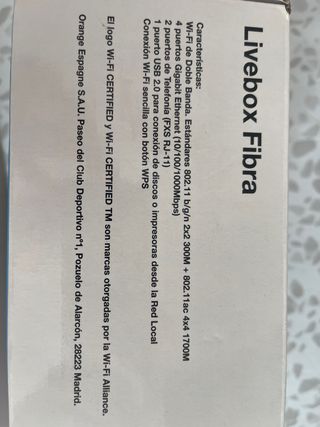 Livebox Fibra
Características:
Wi-Fi de Doble Banda. Estándares 802.11 b/g/n 2x2 300M + 802.11ac 4x4 1700M
4 puertos Gigabit Ethernet (10/100/1000Mbps)
2 puertos de Telefonía (FXS RJ-11)
1 puerto USB 2.0 para conexión de discos o impresoras desde la Red Local
Conexión Wi-Fi sencilla con botón WPS
El logo Wi-Fi CERTIFIED y Wi-Fi CERTIFIED TM son marcas otorgadas por la Wi-Fi Alliance.
Orange Espagne S.A.U. Paseo del Club Deportivo nº1, Pozuelo de Alarcón, 28223 Madrid.